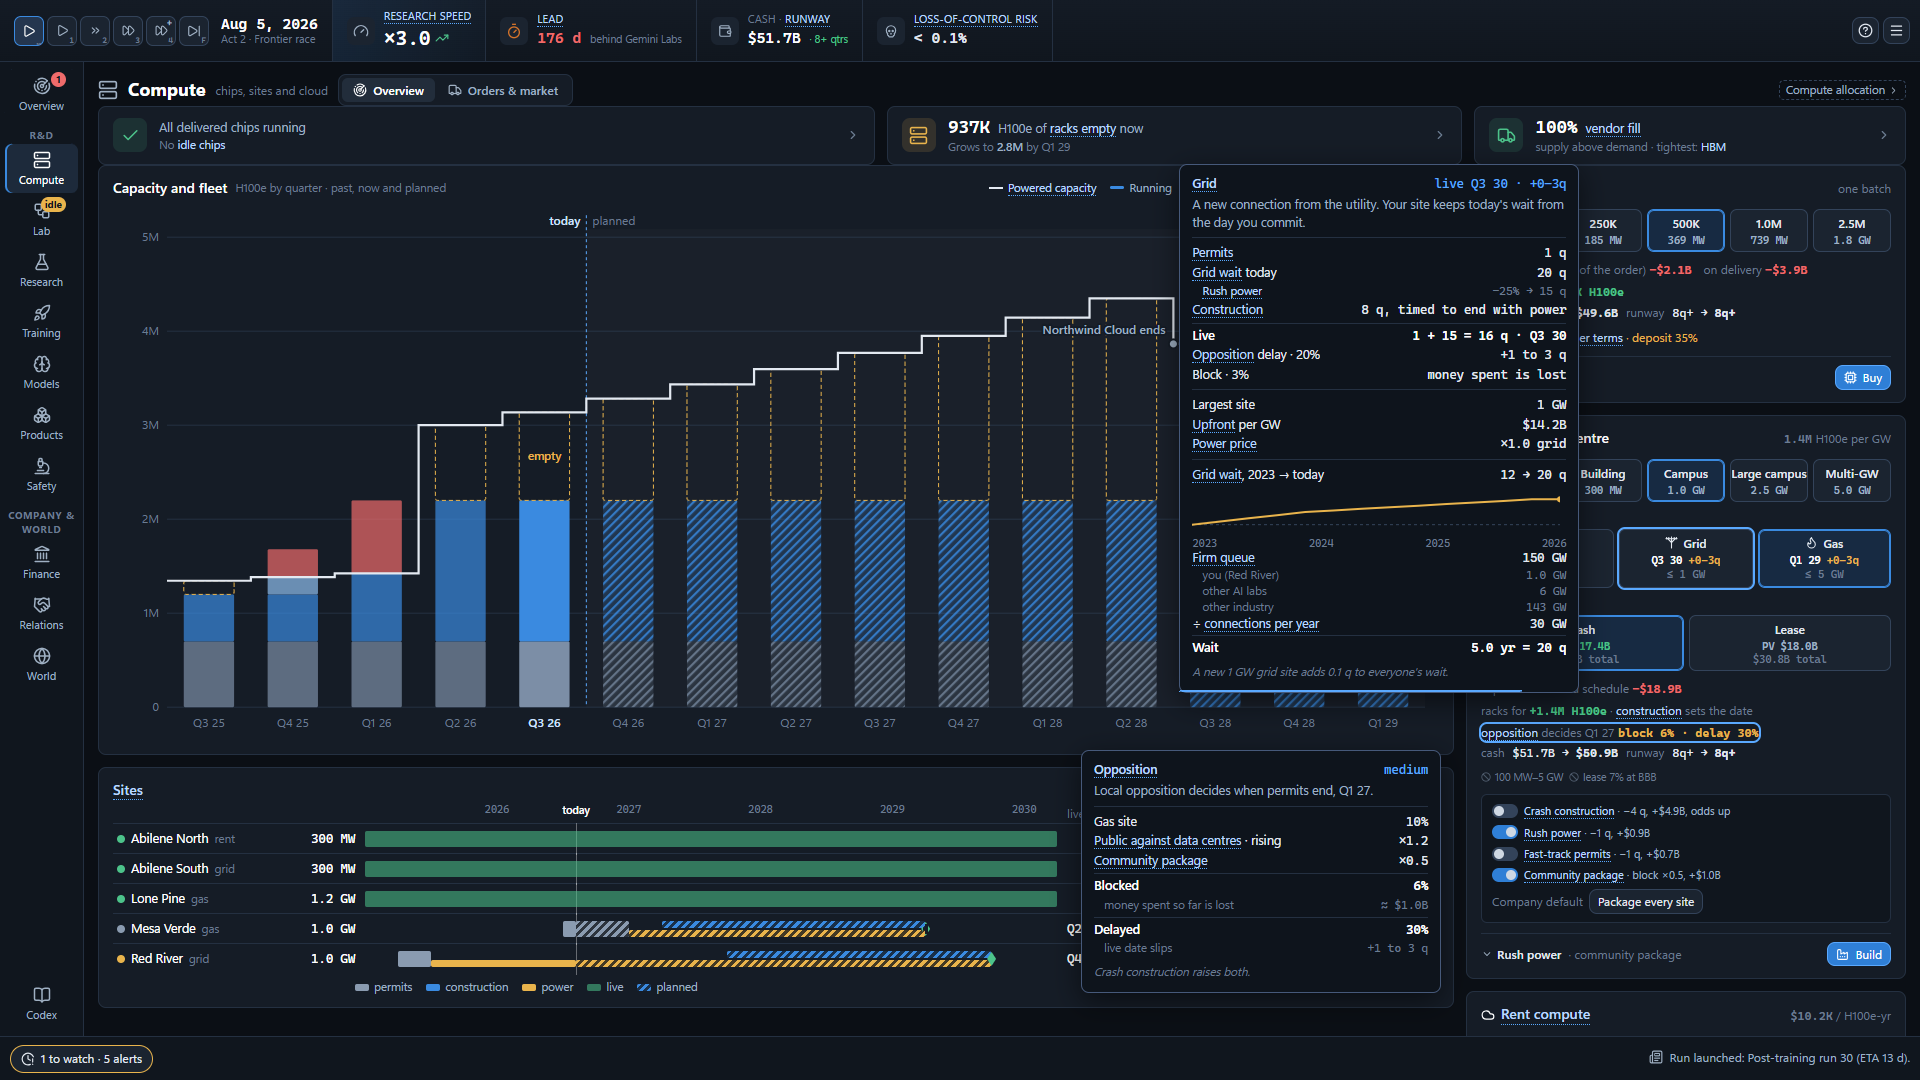 Aug 5, 2026
Act 2 · Frontier race
1
2
3
4
F
RESEARCH SPEED
×3.0
LEAD
176 d behind Gemini Labs
CASH · RUNWAY
$51.7B · 8+ qtrs
LOSS-OF-CONTROL RISK
< 0.1%
1
Overview
R&D
Compute
idle
Lab
Research
Training
Models
Products
Safety
COMPANY & WORLD
Finance
Relations
World
Codex
Compute chips, sites and cloud
Overview
Orders & market
Compute allocation
All delivered chips running
No idle chips
937K H100e of racks empty now
Grows to 2.8M by Q1 29
100% vendor fill
supply above demand · tightest: HBM
Capacity and fleet H100e by quarter · past, now and planned
Powered capacity
Running
today planned
5M
4M
3M
2M
1M
0
empty
Northwind Cloud ends
Q3 25 Q4 25 Q1 26 Q2 26 Q3 26 Q4 26 Q1 27 Q2 27 Q3 27 Q4 27 Q1 28 Q2 28 Q3 28 Q4 28 Q1 29
Grid live Q3 30 · +0–3q
A new connection from the utility. Your site keeps today's wait from
the day you commit.
Permits 1 q
Grid wait today 20 q
Rush power −25% → 15 q
Construction 8 q, timed to end with power
Live 1 + 15 = 16 q · Q3 30
Opposition delay · 20% +1 to 3 q
Block · 3% money spent is lost
Largest site 1 GW
Upfront per GW $14.2B
Power price ×1.0 grid
Grid wait, 2023 → today 12 → 20 q
2023 2024 2025 2026
Firm queue 150 GW
you (Red River) 1.0 GW
other AI labs 6 GW
other industry 143 GW
÷ connections per year 30 GW
Wait 5.0 yr = 20 q
A new 1 GW grid site adds 0.1 q to everyone's wait.
one batch
250K
185 MW
500K
369 MW
1.0M
739 MW
2.5M
1.8 GW
of the order) −$2.1B on delivery −$3.9B
H100e
$49.6B runway 8q+ → 8q+
er terms · deposit 35%
Buy
entre 1.4M H100e per GW
Building
300 MW
Campus
1.0 GW
Large campus
2.5 GW
Multi-GW
5.0 GW
Grid
Q3 30 +0–3q
≤ 1 GW
Gas
Q1 29 +0–3q
≤ 5 GW
ash
17.4B
total
Lease
PV $18.0B
$30.8B total
schedule −$18.9B
racks for +1.4M H100e · construction sets the date
opposition decides Q1 27 block 6% · delay 30%
cash $51.7B → $50.9B runway 8q+ → 8q+
100 MW–5 GW lease 7% at BBB
Crash construction · −4 q, +$4.9B, odds up
Rush power · −1 q, +$0.9B
Fast-track permits · −1 q, +$0.7B
Community package · block ×0.5, +$1.0B
Company default Package every site
Rush power · community package
Build
Rent compute $10.2K / H100e-yr
Sites
2026 today 2027 2028 2029 2030 live
Abilene North rent 300 MW
Abilene South grid 300 MW
Lone Pine gas 1.2 GW
Mesa Verde gas 1.0 GW Q2
Red River grid 1.0 GW Q4
permits construction power live planned
Opposition medium
Local opposition decides when permits end, Q1 27.
Gas site 10%
Public against data centres · rising ×1.2
Community package ×0.5
Blocked 6%
money spent so far is lost ≈ $1.0B
Delayed 30%
live date slips +1 to 3 q
Crash construction raises both.
1 to watch · 5 alerts
Run launched: Post-training run 30 (ETA 13 d).